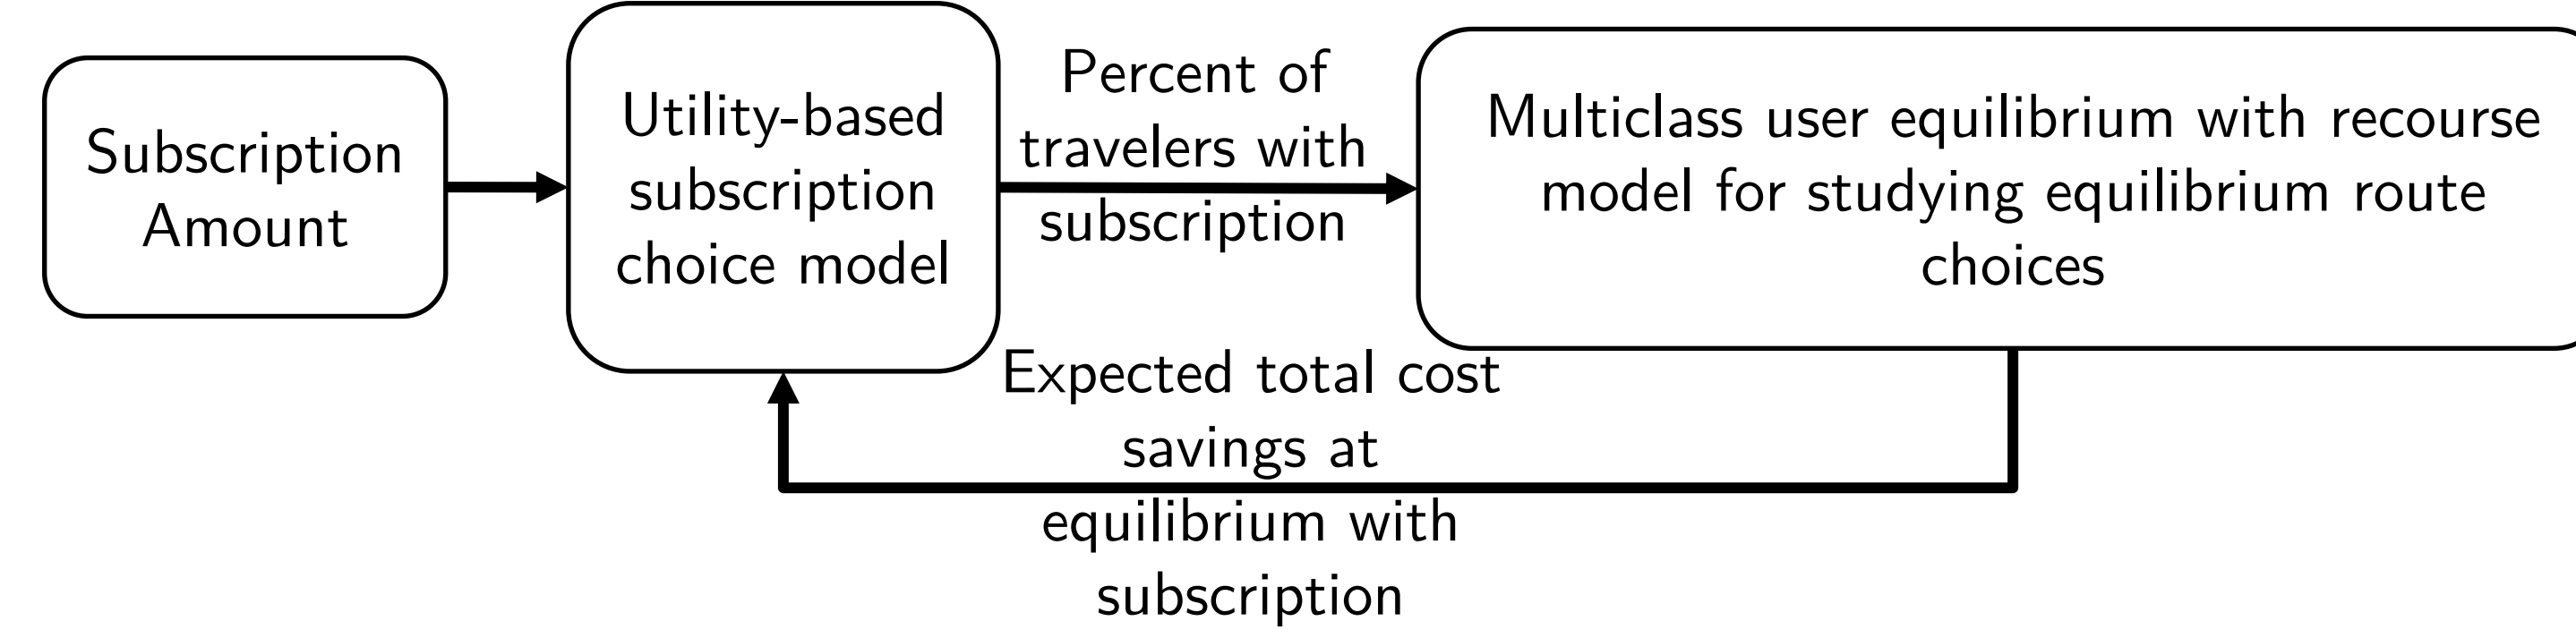 Subscription
Amount
Utility-based
subscription
choice model
Percent of
travelers with
subscription
Multiclass user equilibrium with recourse
model for studying equilibrium route
choices
Expected total cost
savings at
equilibrium with
subscription